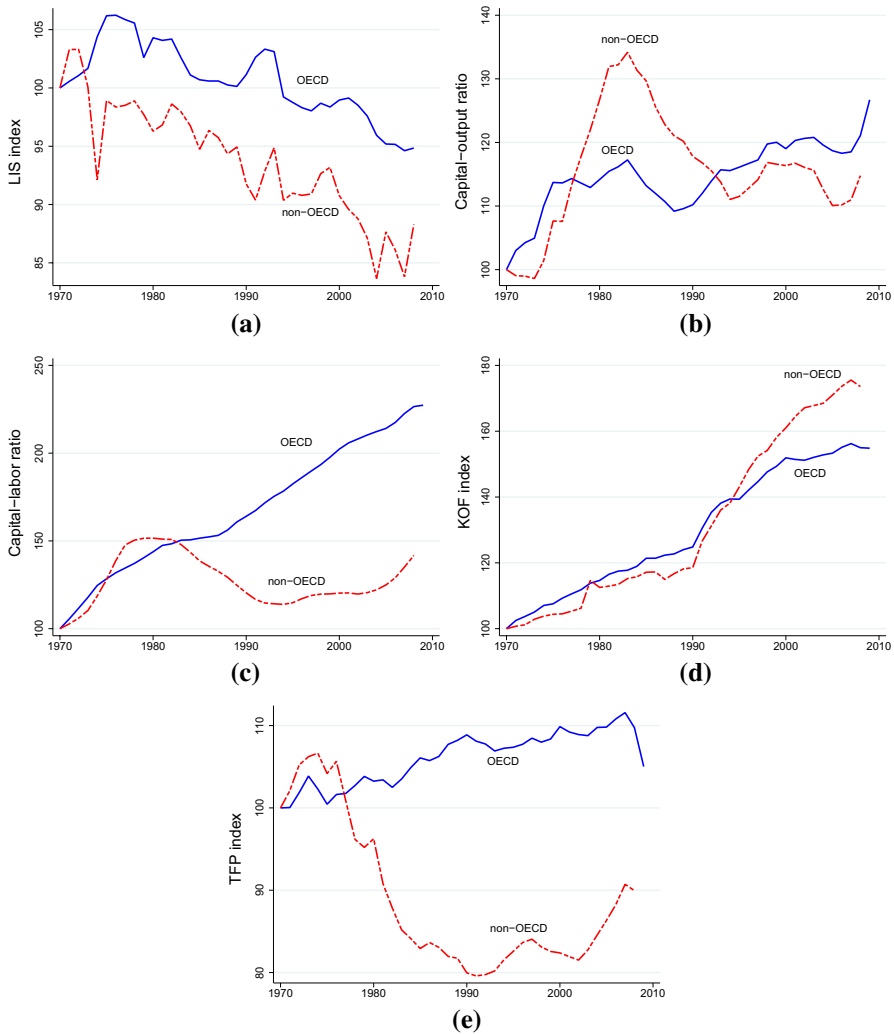 105
100
95
90
85
LIS index
OECD
non−OECD
1970
1980
1990
2000
2010
(a)
140
130
120
110
100
Capital−output ratio
non−OECD
OECD
1970
1980
1990
2000
2010
(b)
250
200
150
100
Capital−labor ratio
OECD
non−OECD
1970
1980
1990
2000
2010
(c)
180
160
140
120
100
KOF index
non−OECD
OECD
1970
1980
1990
2000
2010
(d)
110
100
90
80
TFP index
OECD
non−OECD
1970
1980
1990
2000
2010
(e)